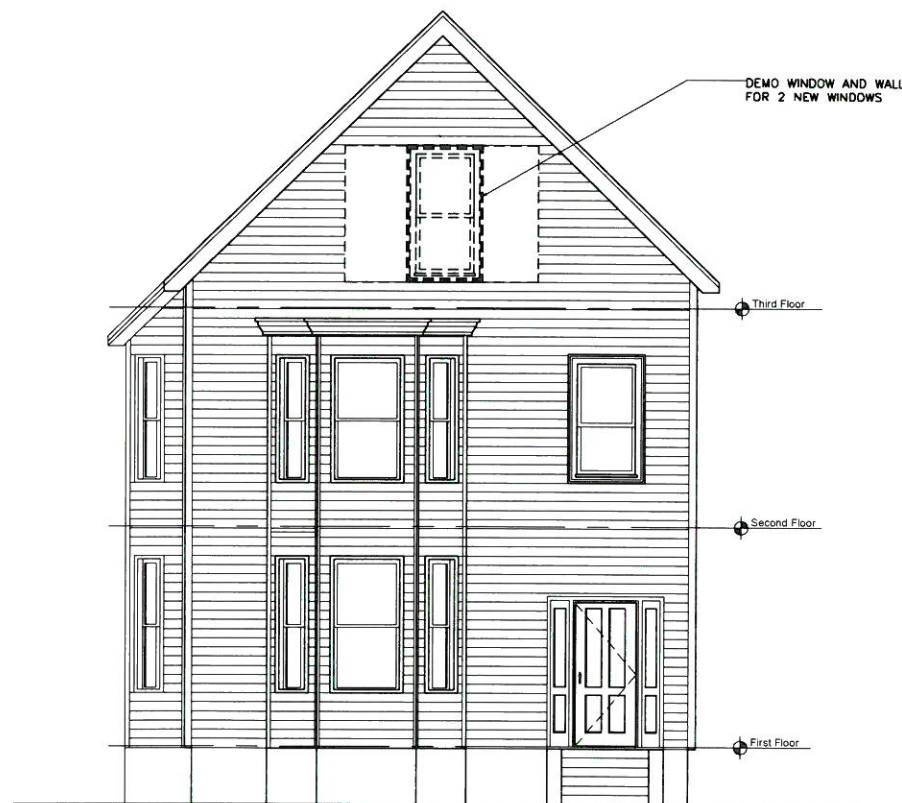 DEMO WINDOW AND WALL
FOR 2 NEW WINDOWS
Third Floor
Second Floor
First Floor